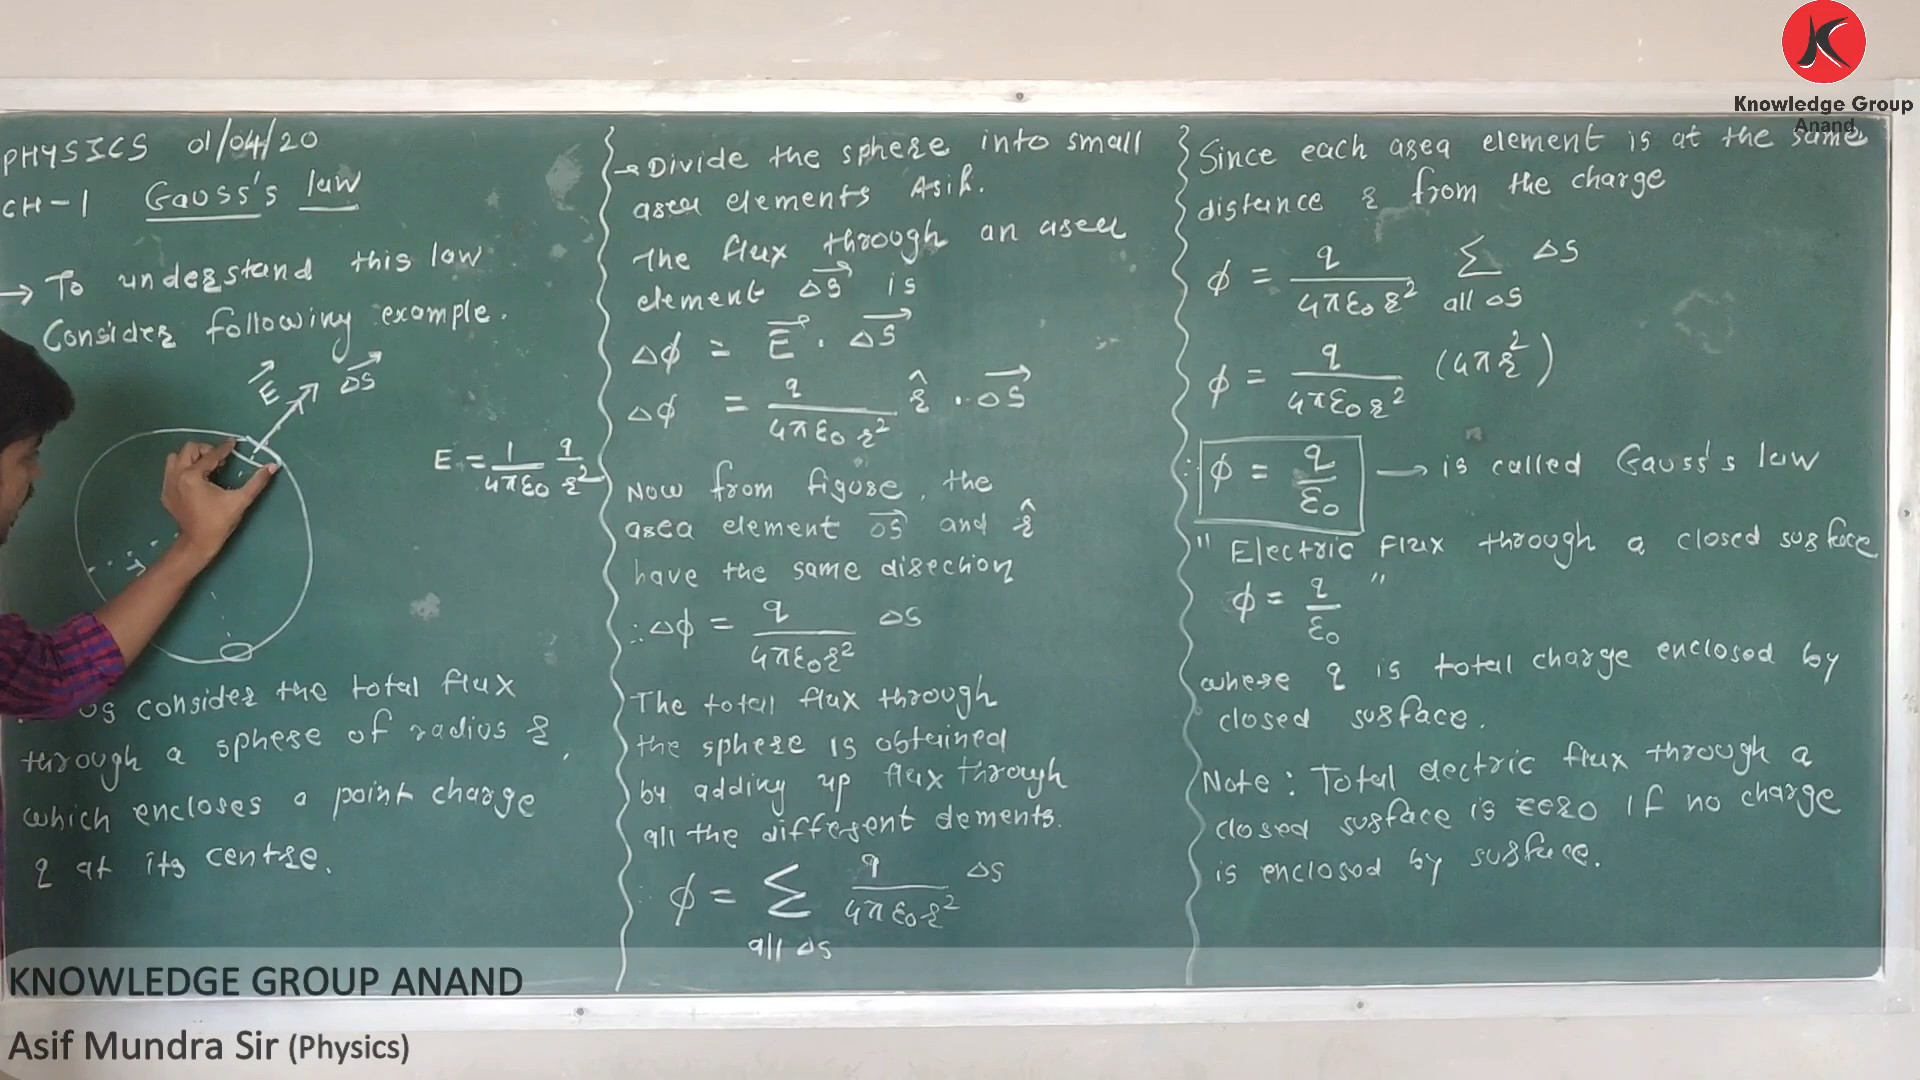 PHYSICS 01/04/20
CH-1 Gauss's law
→ To understand this law
Consider following example.
E ΔS
E = 1/4πε0 q/r²
us consider the total flux
through a sphere of radius r,
which encloses a point charge
q at its centre.
→ Divide the sphere into small
area elements
The flux through an area
element ΔS⃗ is
Δφ = E⃗ · ΔS⃗
Δφ = q/4πε0 r² r̂ · ΔS⃗
Now from figure, the
area element ΔS⃗ and r̂
have the same direction
∴ Δφ = q/4πε0r² ΔS
The total flux through
the sphere is obtained
by adding up flux through
all the different elements.
∴ φ = Σ q/4πε0r² ΔS
all ΔS
Since each area element is at the same
distance r from the charge
φ = q/4πε0r² Σ ΔS
all ΔS
φ = q/4πε0r² (4πr²)
∴ φ = q/ε0 → is called Gauss's law
" Electric Flux through a closed surface
φ = q/ε0 "
where q is total charge enclosed by
closed surface.
Note: Total electric flux through a
closed surface is zero if no charge
is enclosed by surface.
Knowledge Group
Anand
KNOWLEDGE GROUP ANAND
Asif Mundra Sir (Physics)